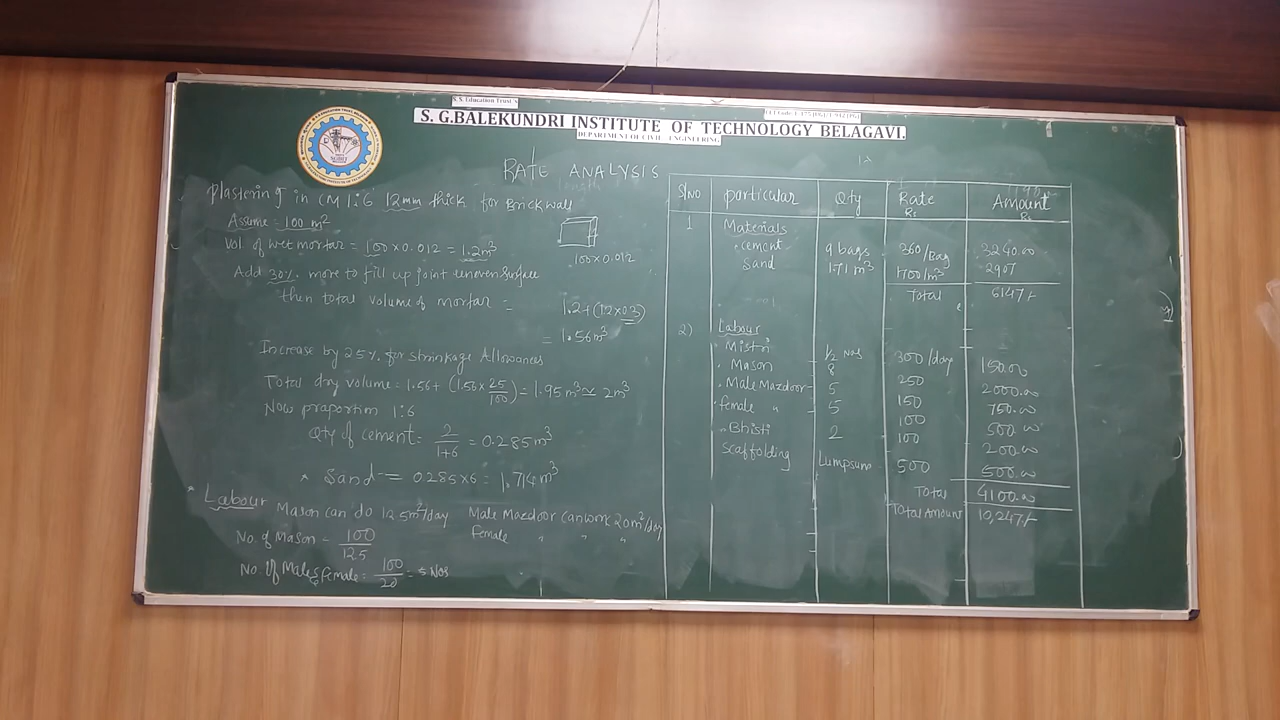 S.S. Education Trust's
S. G.BALEKUNDRI INSTITUTE OF TECHNOLOGY BELAGAVI.
DEPARTMENT OF CIVIL ENGINEERING
RATE ANALYSIS
Plastering in CM 1:6 12mm thick for Brick wall
Assume = 100 m²
Vol. of wet mortar = 100 x 0.012 = 1.2m³
100 x 0.012
Add 30% more to fill up joint uneven surface
then total volume of mortar = 1.2 + (1.2 x 0.3)
= 1.56m³
Increase by 25% for shrinkage Allowances
Total dry volume = 1.56 + (1.56 x 25/100) = 1.95 m³ ≃ 2m³
Now praportion 1:6
Qty of cement = 2/1+6 = 0.285m³
Sand = 0.285 x 6 = 1.714m³
* Labour Mason can do 12.5m²/day Male Mazdoor can work 20m²/day
Female " " "
No. of Mason = 100/12.5
No. of Male & female = 100/20 = 5 Nos
S/no particular Qty Rate Rs Amount Rs
1 Materials
cement 9 bags 360/Bag 3240.00
Sand 1.71 m³ 1700/m³ 2907
Total 6147/-
2) Labour
Mistri 1/2 Nos 300/day 150.00
Mason 8 250 2000.00
Male Mazdoor 5 150 750.00
female " 5 100 500.00
Bhisti 2 100 200.00
Scaffolding Lumpsum 500 500.00
Total 4100.00
Total Amount 10,247/-